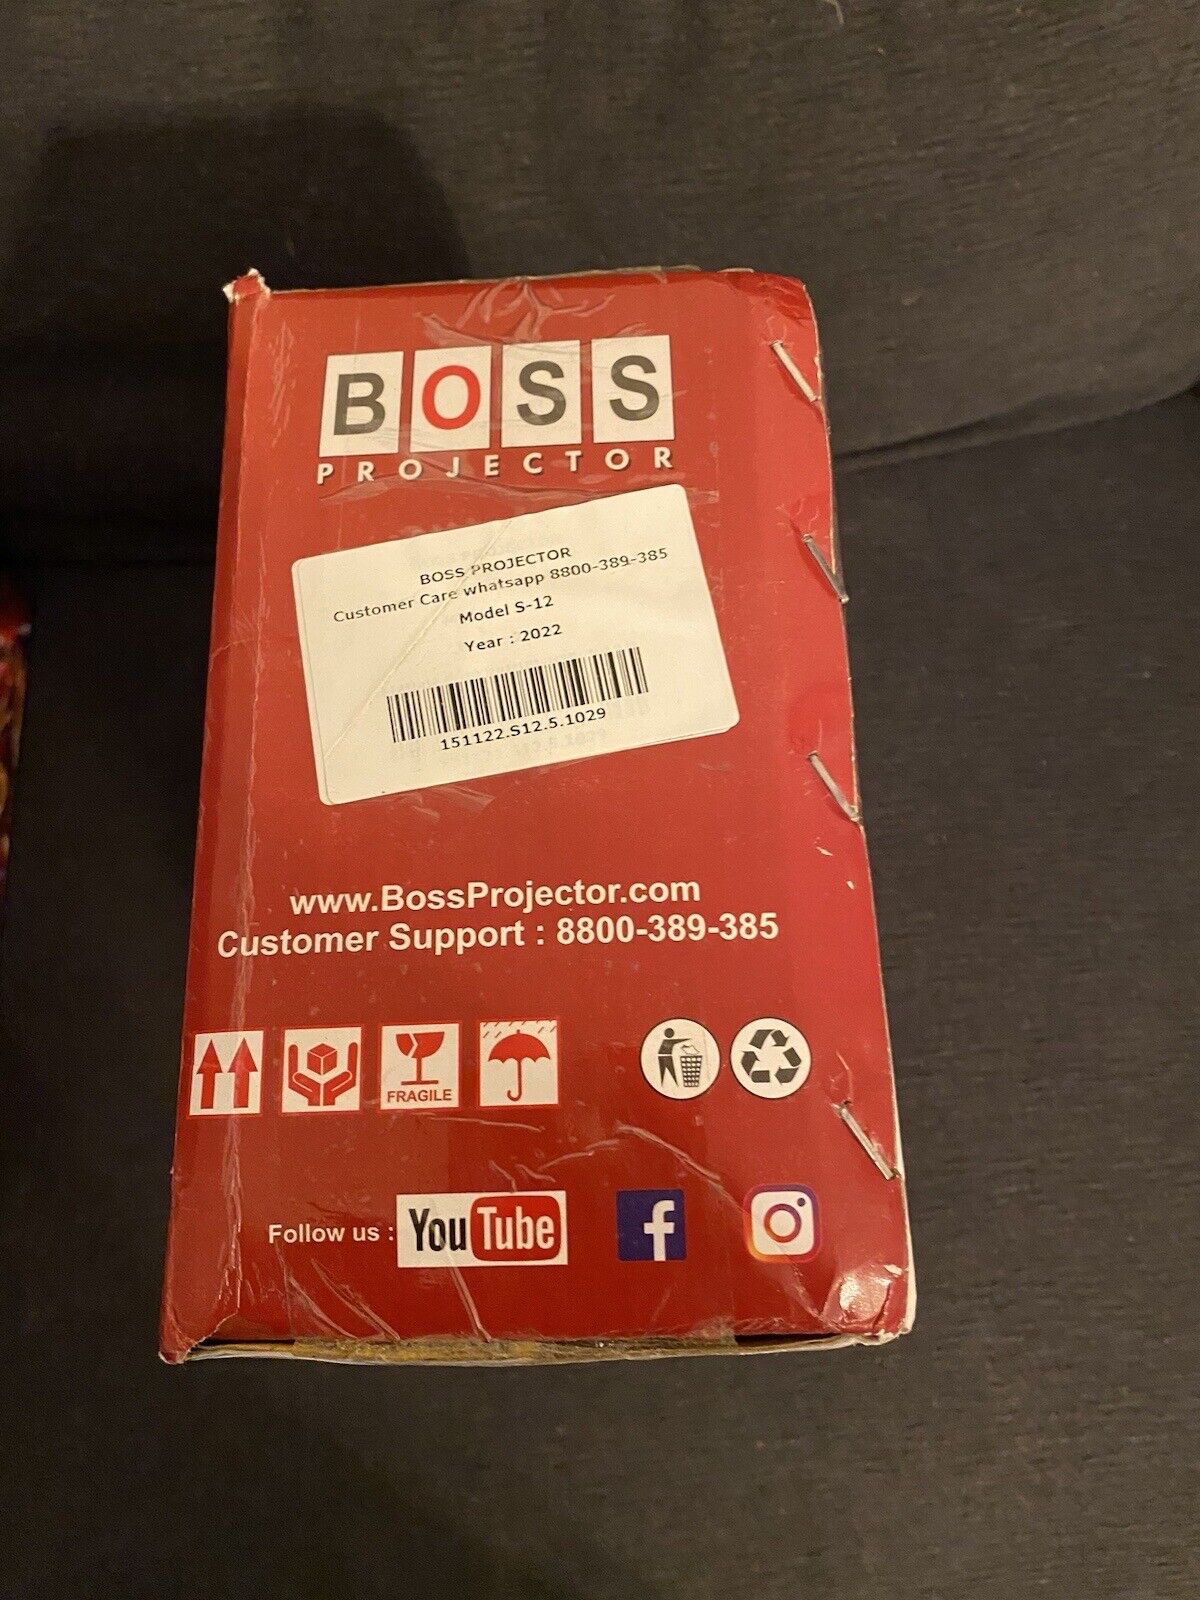 BOSS
PROJECTOR
BOSS PROJECTOR
Customer Care whatsapp 8800-389-385
Model S-12
Year : 2022
151122.S12.5.1029
www.BossProjector.com
Customer Support : 8800-389-385
FRAGILE
Follow us : YouTube f